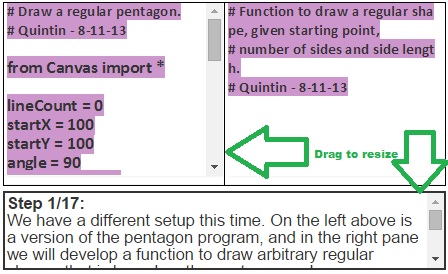 # Draw a regular pentagon.
# Quintin - 8-11-13
from Canvas import *
lineCount = 0
startX = 100
startY = 100
angle = 90
# Function to draw a regular sha
pe, given starting point,
# number of sides and side lengt
h.
# Quintin - 8-11-13
Drag to resize
Step 1/17:
We have a different setup this time. On the left above is
a version of the pentagon program, and in the right pane
we will develop a function to draw arbitrary regular